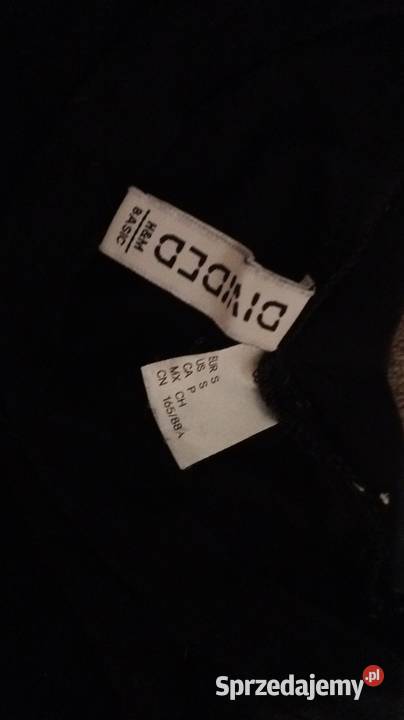 DIVIDED
H&M
BASIC
EUR S
US S
CA P
MX CH
CN 165/88A
Sprzedajemy.pl